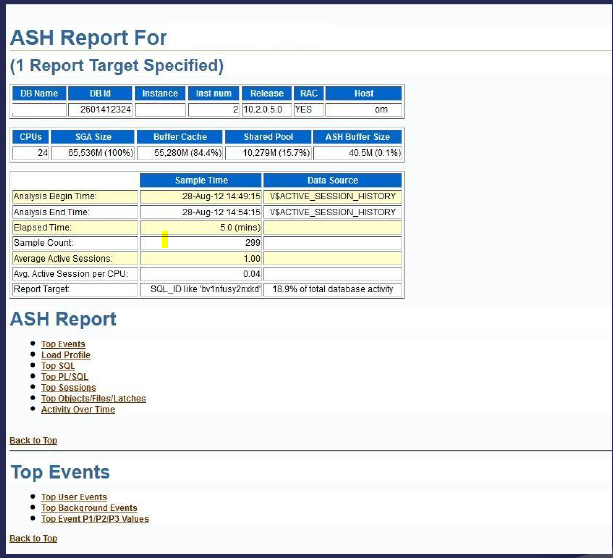 ASH Report For
(1 Report Target Specified)
DB Name DB Id Instance Inst num Release RAC Host
2601412324 2 10.2.0.5.0 YES om
CPUs SGA Size Buffer Cache Shared Pool ASH Buffer Size
24 65,536M (100%) 55,280M (84.4%) 10,279M (15.7%) 40.5M (0.1%)
Sample Time Data Source
Analysis Begin Time: 28-Aug-12 14:49:15 V$ACTIVE_SESSION_HISTORY
Analysis End Time: 28-Aug-12 14:54:15 V$ACTIVE_SESSION_HISTORY
Elapsed Time: 5.0 (mins)
Sample Count: 299
Average Active Sessions: 1.00
Avg. Active Session per CPU: 0.04
Report Target: SQL_ID like 'bv1nfusy2nxkd' 18.9% of total database activity
ASH Report
Top Events
Load Profile
Top SQL
Top PL/SQL
Top Sessions
Top Objects/Files/Latches
Activity Over Time
Back to Top
Top Events
Top User Events
Top Background Events
Top Event P1/P2/P3 Values
Back to Top